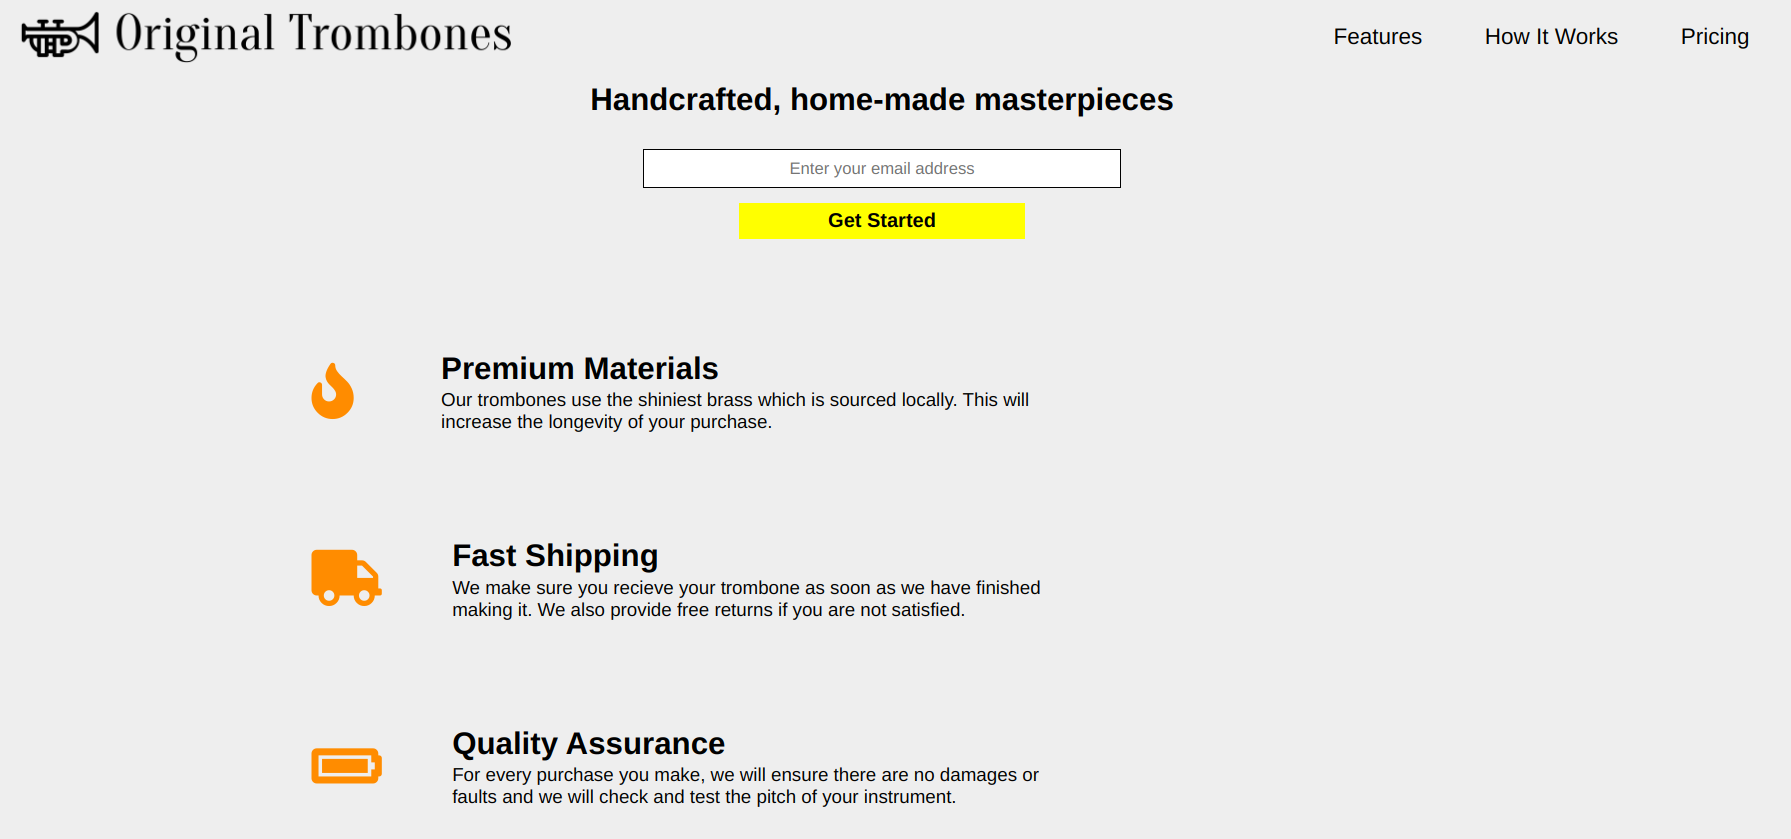 Original Trombones
Features
How It Works
Pricing
Handcrafted, home-made masterpieces
Enter your email address
Get Started
Premium Materials
Our trombones use the shiniest brass which is sourced locally. This will
increase the longevity of your purchase.
Fast Shipping
We make sure you recieve your trombone as soon as we have finished
making it. We also provide free returns if you are not satisfied.
Quality Assurance
For every purchase you make, we will ensure there are no damages or
faults and we will check and test the pitch of your instrument.